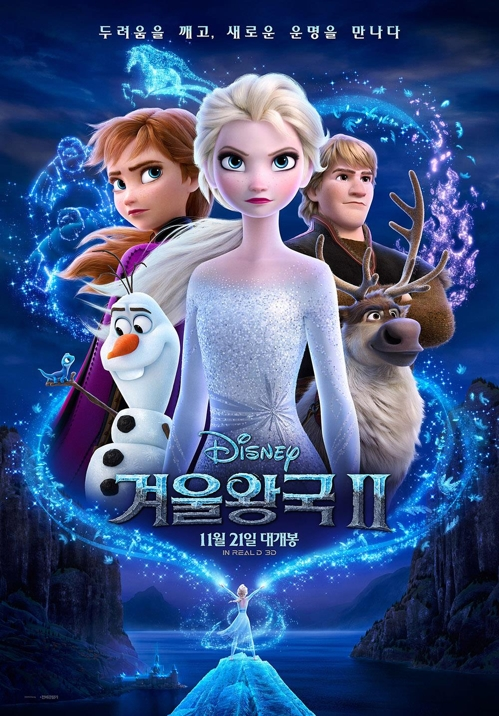 두려움을 깨고, 새로운 운명을 만나다
Disney
겨울왕국 II
11월 21일 대개봉
IN REAL D 3D